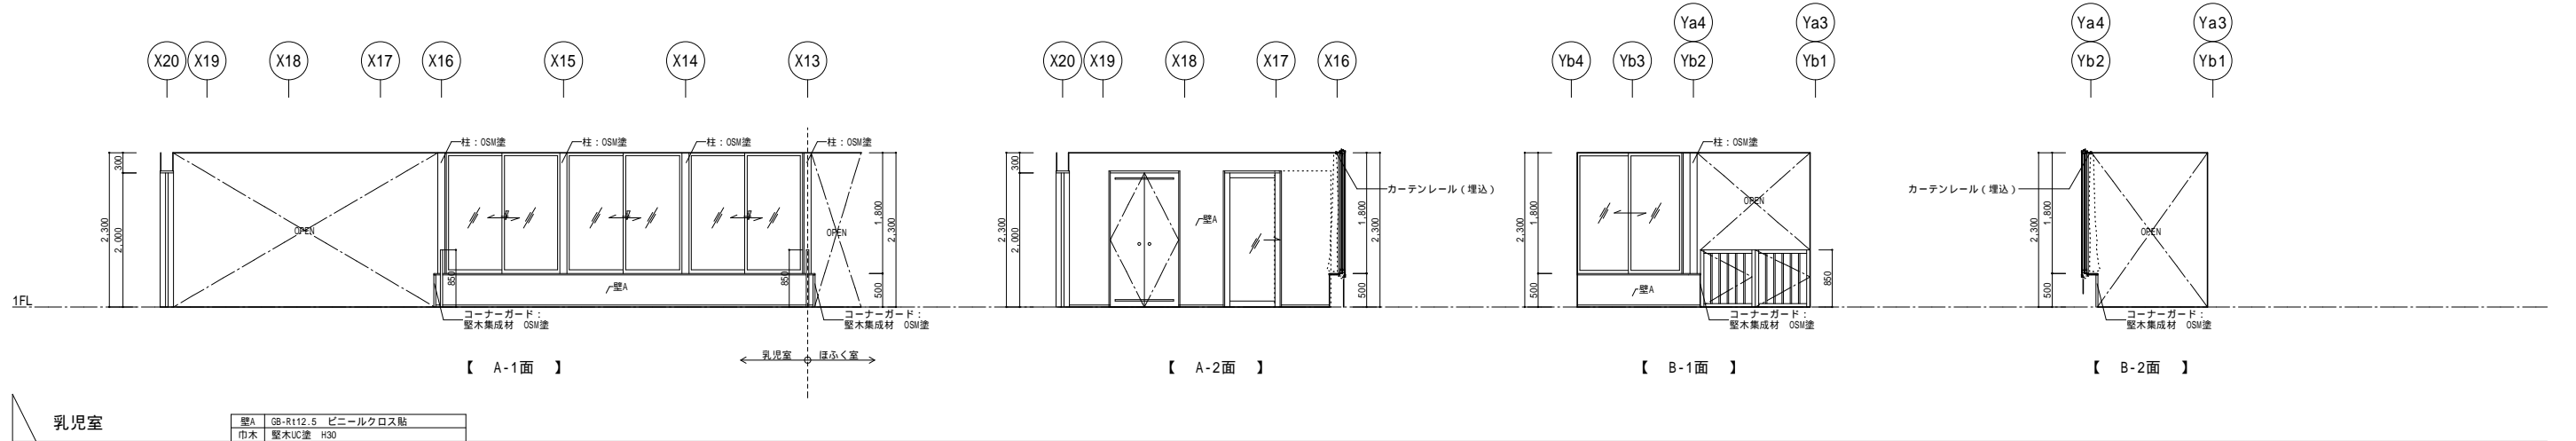 Ya4 Ya3 Ya4 Ya3
X20 X19 X18 X17 X16 X15 X14 X13 X20 X19 X18 X17 X16 Yb4 Yb3 Yb2 Yb1 Yb2 Yb1
柱：OSM塗 柱：OSM塗 柱：OSM塗 柱：OSM塗 柱：OSM塗
300 300
カーテンレール（埋込） カーテンレール（埋込）
2,300 2,000 1,800 2,300 2,300 2,000 1,800 2,300 2,300 1,800 2,300 1,800
OPEN OPEN OPEN OPEN
壁A
850 850 850
壁A 壁A
500 500 500 500
1FL
コーナーガード： コーナーガード： コーナーガード： コーナーガード：
堅木集成材 OSM塗 堅木集成材 OSM塗 堅木集成材 OSM塗 堅木集成材 OSM塗
乳児室 ほふく室
【 A-1面 】 【 A-2面 】 【 B-1面 】 【 B-2面 】
乳児室
壁A GB-Rt12.5 ビニールクロス貼
巾木 堅木UC塗 H30